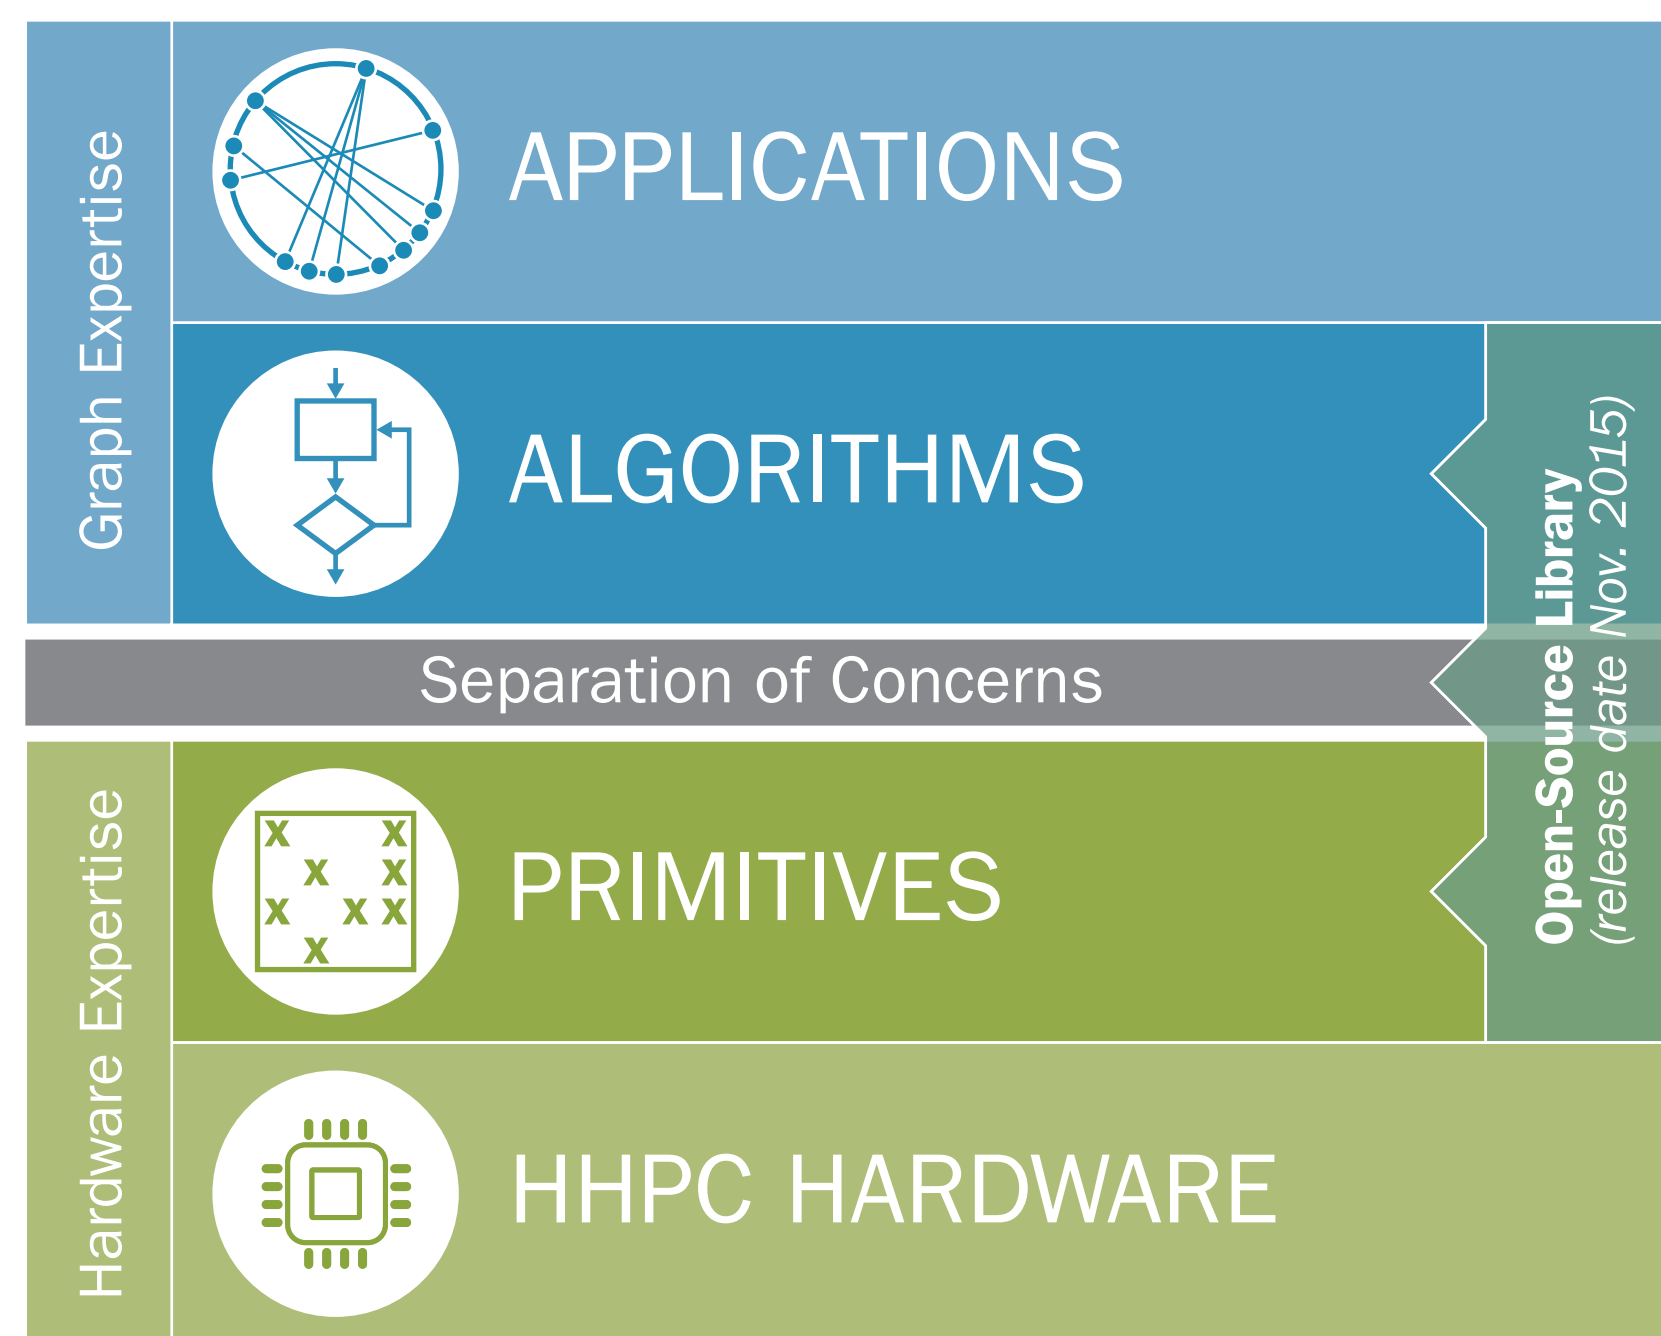 Graph Expertise
APPLICATIONS
ALGORITHMS
Open-Source Library
(release date Nov. 2015)
Separation of Concerns
Hardware Expertise
PRIMITIVES
x x
x x
x x x
x
HHPC HARDWARE